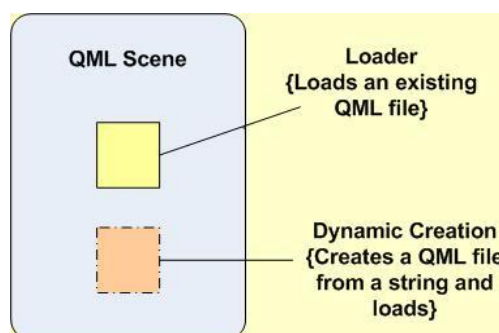 QML Scene
Loader
{Loads an existing
QML file}
Dynamic Creation
{Creates a QML file
from a string and
loads}